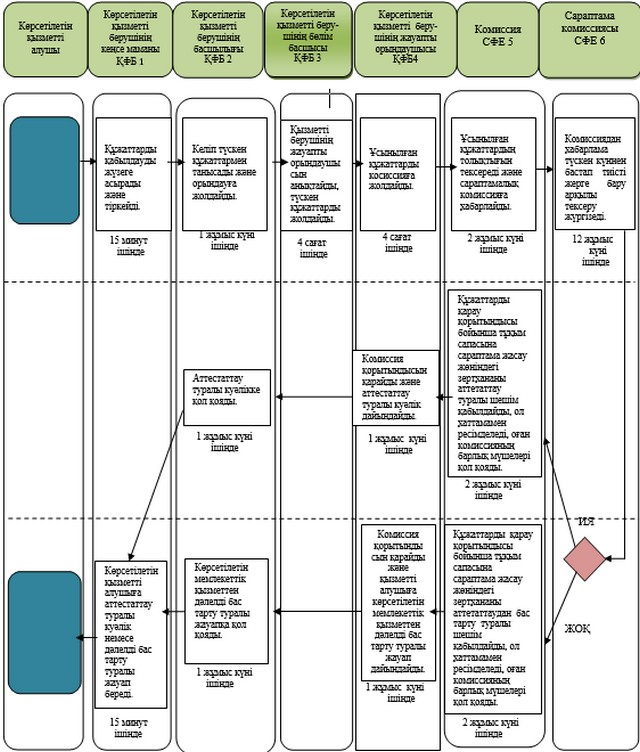 Көрсетілетін
қызметті
алушы
Көрсетілетін
қызметті
берушінің
кеңсе маманы
ҚФБ 1
Көрсетілетін
қызметті
берушінің
басшылығы
ҚФБ 2
Көрсетілетін
қызметті беру-
шінің бөлім
басшысы
ҚФБ 3
Көрсетілетін
қызметті беру-
шінің жауапты
орындаушысы
ҚФБ4
Комиссия
СФЕ 5
Сараптама
комиссиясы
СФЕ 6
Құжаттарды
қабылдауды
жүзеге
асырады
және
тіркейді.
15 минут
ішінде
Келіп түскен
құжаттармен
танысады және
орындауға
жолдайды.
1 жұмыс күні
ішінде
Қызметті
берушінің
жауапты
орындаушы
сын
анықтайды,
түскен
құжаттарды
жолдайды.
4 сағат
ішінде
Ұсынылған
құжаттарды
косиссияға
жолдайды.
4 сағат
ішінде
Ұсынылған
құжаттардың
толықтығын
тексереді және
сараптамалық
комиссияға
хабарлайды.
2 жұмыс күні
ішінде
Комиссиядан
хабарлама
түскен күннен
бастап тиісті
жерге бару
арқылы
тексеру
жүргізеді.
12 жұмыс
күні
ішінде
Құжаттарды
қарау
қорытындысы
бойынша тұқым
сапасына
сараптама жасау
жөніндегі
зертхананы
аттетаттау
туралы шешім
қабылдайды, ол
хаттамамен
ресімделеді, оған
комиссияның
барлық мүшелері
қол қояды.
2 жұмыс күні
ішінде
Комиссия
қорытындысын
қарайды және
аттестаттау
туралы куәлік
дайындайды.
1 жұмыс күні
ішінде
Аттестаттау
туралы куәлікке
қол қояды.
1 жұмыс күні
ішінде
ИЯ
ЖОҚ
Құжаттарды қарау
қорытындысы
бойынша тұқым
сапасына
сараптама жасау
жөніндегі
зертхананы
аттетаттаудан бас
тарту туралы
шешім
қабылдайды, ол
хаттамамен
ресімделеді, оған
комиссияның
барлық мүшелері
қол қояды.
2 жұмыс күні
ішінде
Комиссия
қорытынды
сын қарайды
және
қызметті
алушыға
көрсетілетін
мемлекеттік
қызметтен
дәлелді бас
тарту туралы
жауап
дайындайды.
1 жұмыс күні
ішінде
Көрсетілетін
мемлекеттік
қызметтен
дәлелді бас
тарту туралы
жауапқа қол
қояды.
1 жұмыс күні
ішінде
Көрсетілетін
қызметті
алушыға
аттестаттау
туралы
куәлік
немесе
дәлелді бас
тарту
туралы
жауап
береді.
15 минут
ішінде